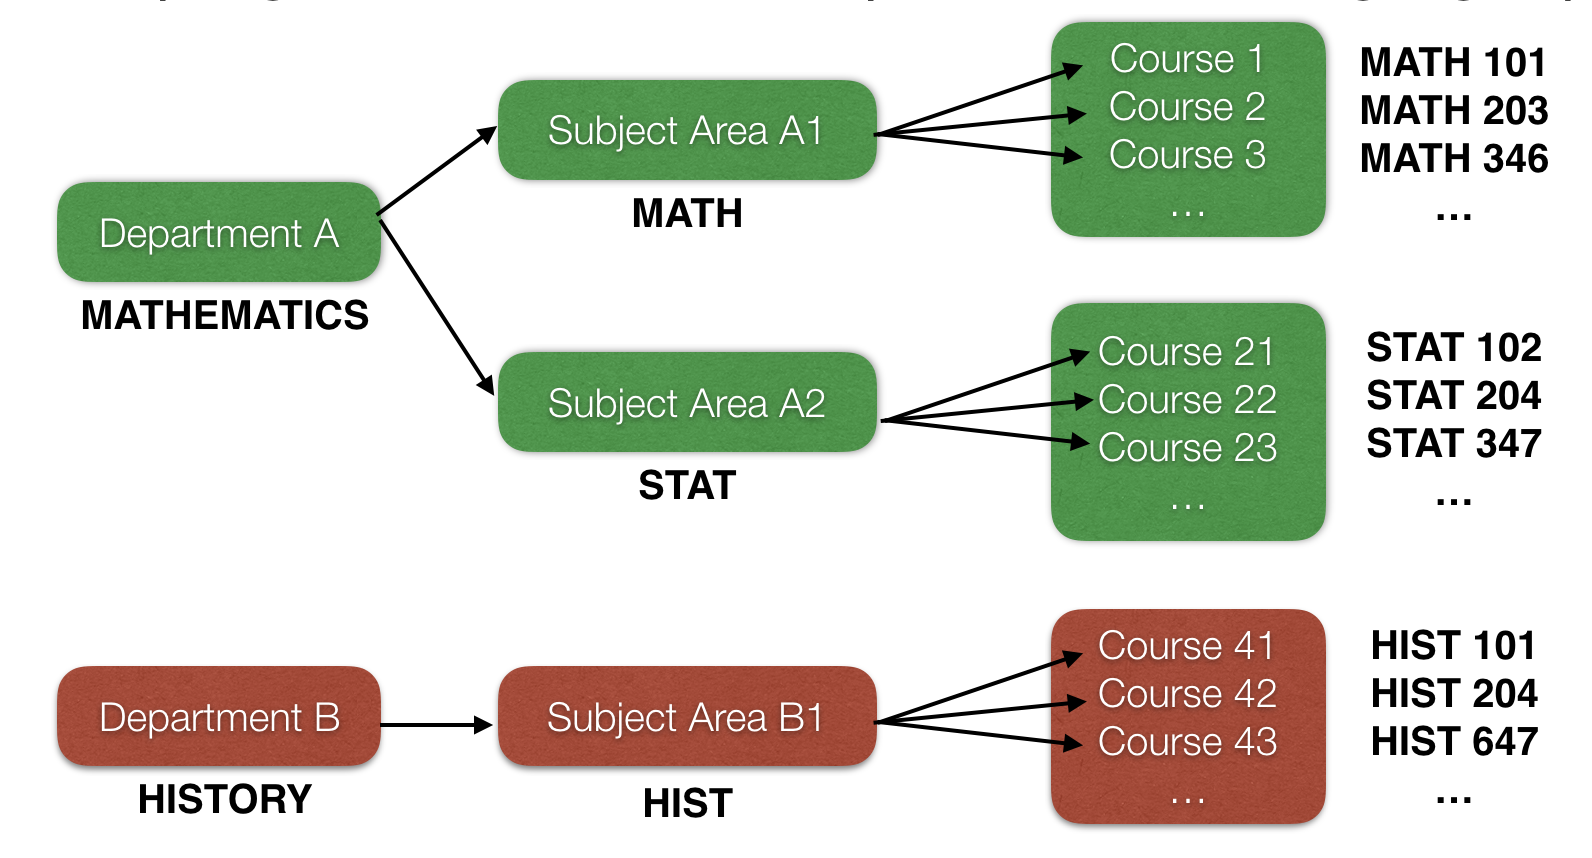 Department A
MATHEMATICS
Subject Area A1
MATH
Course 1
Course 2
Course 3
...
MATH 101
MATH 203
MATH 346
...
Subject Area A2
STAT
Course 21
Course 22
Course 23
...
STAT 102
STAT 204
STAT 347
...
Department B
HISTORY
Subject Area B1
HIST
Course 41
Course 42
Course 43
...
HIST 101
HIST 204
HIST 647
...